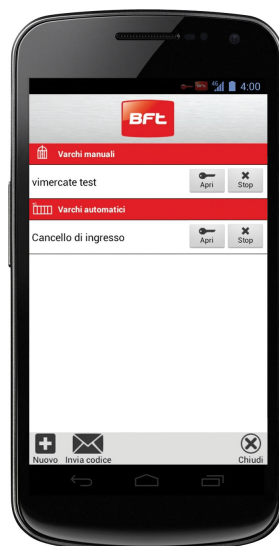 4G 4:00
BFt
Varchi manuali
vimercate test
Apri Stop
Varchi automatici
Cancello di ingresso
Apri Stop
Nuovo Invia codice Chiudi